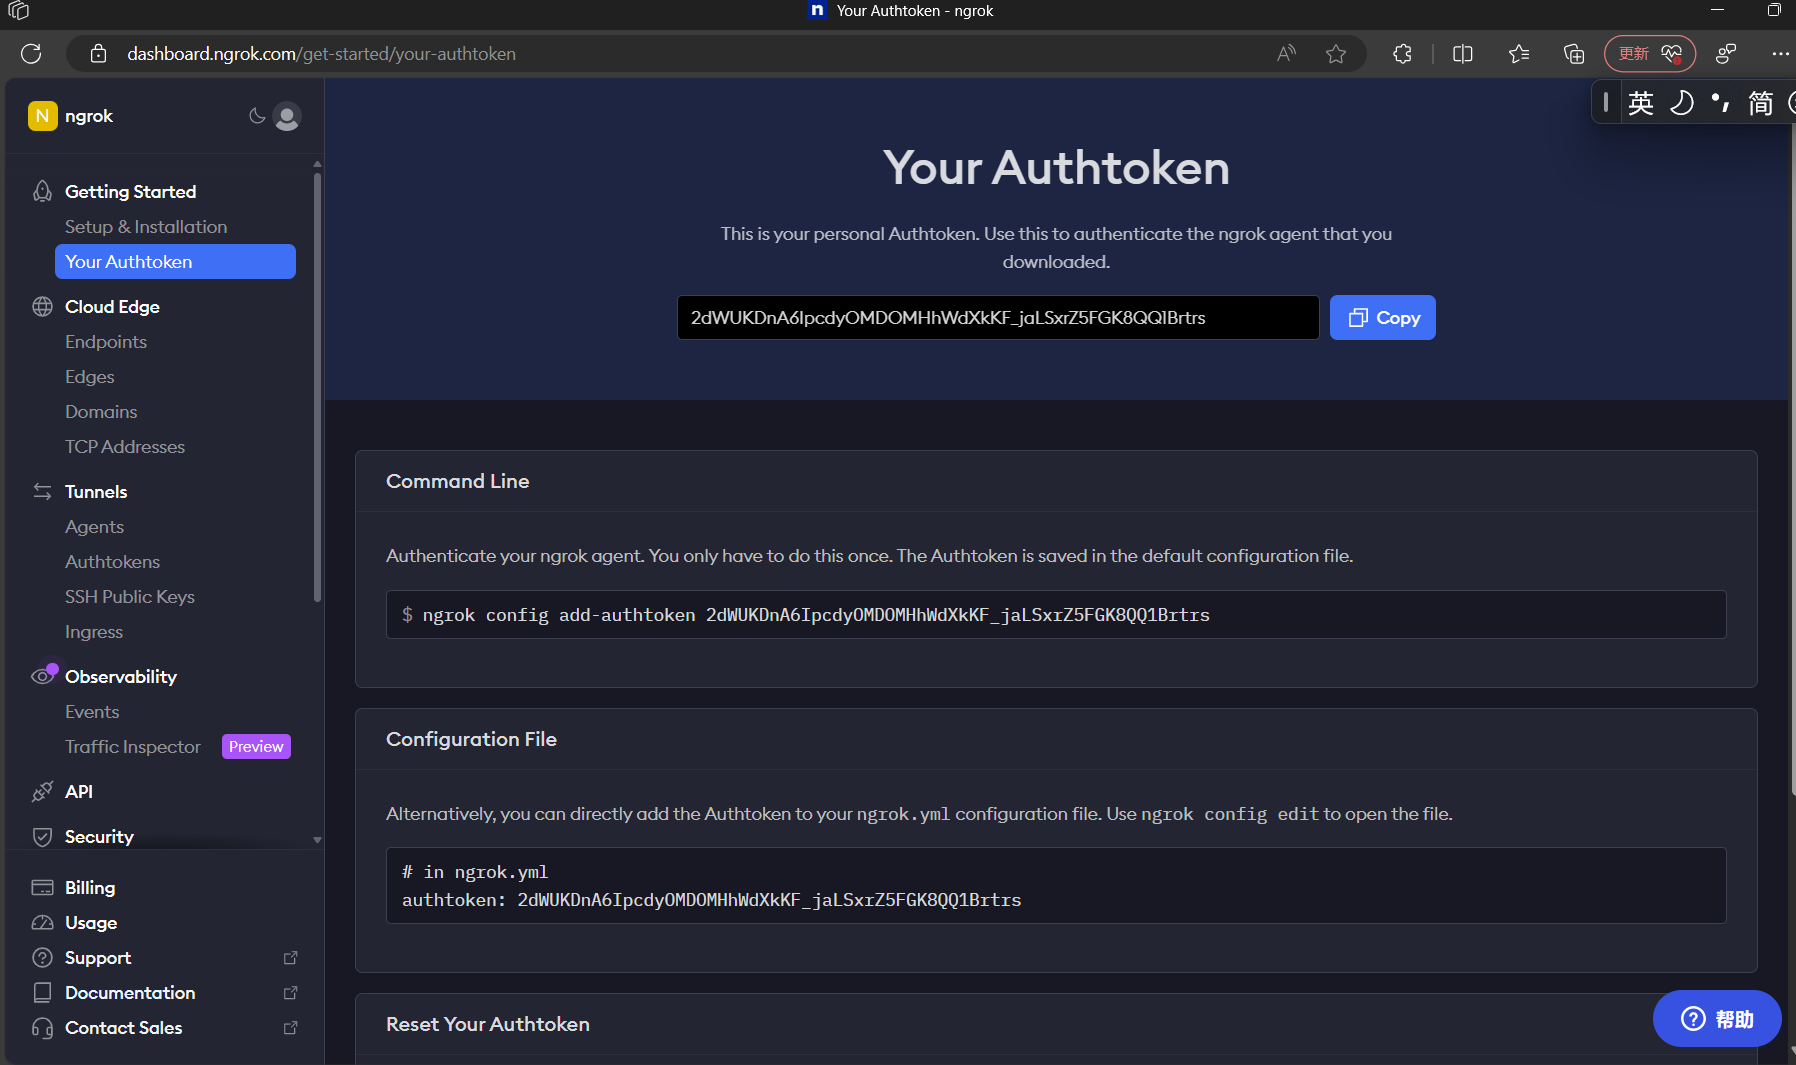 Your Authtoken - ngrok
dashboard.ngrok.com/get-started/your-authtoken
更新
英
简
N ngrok
Getting Started
Setup & Installation
Your Authtoken
Cloud Edge
Endpoints
Edges
Domains
TCP Addresses
Tunnels
Agents
Authtokens
SSH Public Keys
Ingress
Observability
Events
Traffic Inspector Preview
API
Security
Billing
Usage
Support
Documentation
Contact Sales
Your Authtoken
This is your personal Authtoken. Use this to authenticate the ngrok agent that you
downloaded.
2dWUKDnA6IpcdyOMDOMHhWdXkKF_jaLSxrZ5FGK8QQ1Brtrs
Copy
Command Line
Authenticate your ngrok agent. You only have to do this once. The Authtoken is saved in the default configuration file.
$ ngrok config add-authtoken 2dWUKDnA6IpcdyOMDOMHhWdXkKF_jaLSxrZ5FGK8QQ1Brtrs
Configuration File
Alternatively, you can directly add the Authtoken to your ngrok.yml configuration file. Use ngrok config edit to open the file.
# in ngrok.yml
authtoken: 2dWUKDnA6IpcdyOMDOMHhWdXkKF_jaLSxrZ5FGK8QQ1Brtrs
Reset Your Authtoken
帮助